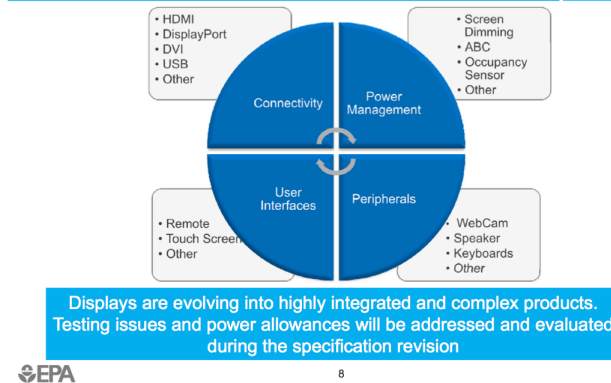 • HDMI
• DisplayPort
• DVI
• USB
• Other
• Screen
Dimming
• ABC
• Occupancy
Sensor
• Other
Connectivity
Power
Management
User
Interfaces
Peripherals
• Remote
• Touch Screen
• Other
• WebCam
• Speaker
• Keyboards
• Other
Displays are evolving into highly integrated and complex products.
Testing issues and power allowances will be addressed and evaluated
during the specification revision
EPA
8